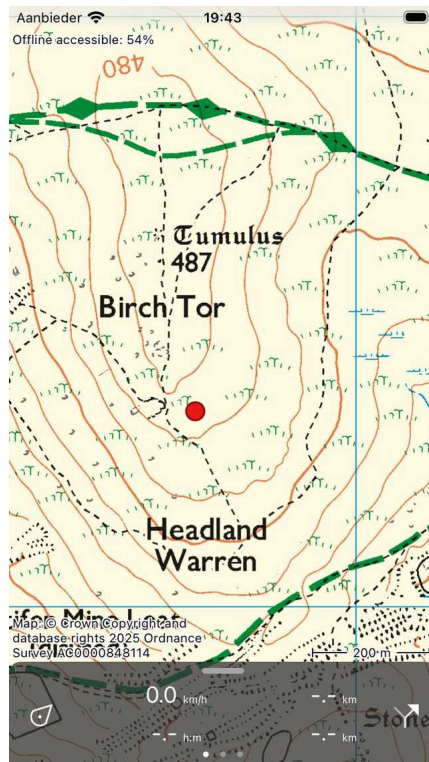 Aanbieder 19:43
Offline accessible: 54%
480
Tumulus
487
Birch Tor
Headland
Warren
Map: © Crown Copyright and
database rights 2025 Ordnance
Survey AC0000848114
200 m
0.0 km/h -.- km
Stone
-.- h:m -.- km